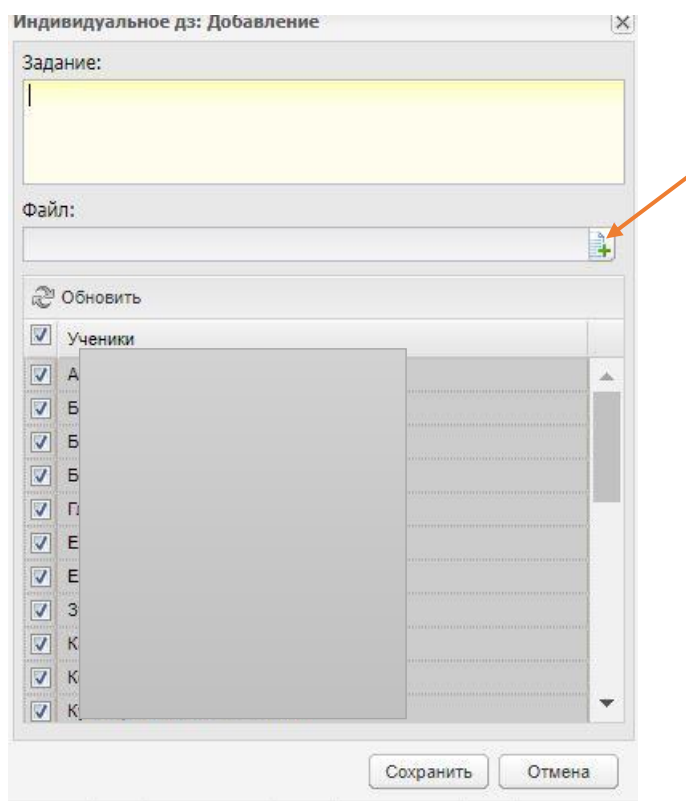 Индивидуальное дз: Добавление
Задание:
Файл:
Обновить
Ученики
А
Б
Б
Б
Е
Е
З
К
К
К
Сохранить
Отмена